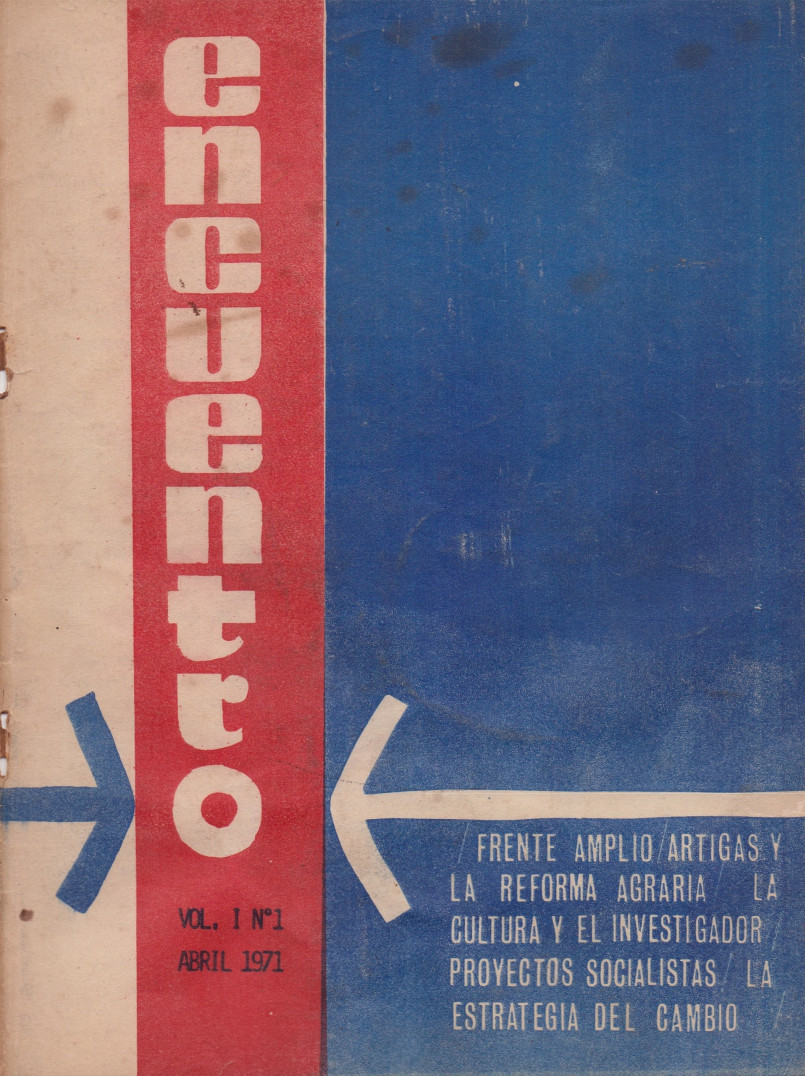 encuentro
VOL. I Nº1
ABRIL 1971
/ FRENTE AMPLIO / ARTIGAS Y
LA REFORMA AGRARIA / LA
CULTURA Y EL INVESTIGADOR /
PROYECTOS SOCIALISTAS / LA
ESTRATEGIA DEL CAMBIO /